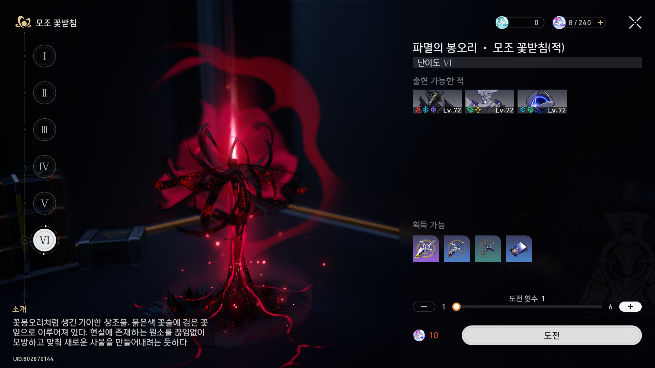 모조 꽃받침
0
8/240
파멸의 봉오리 • 모조 꽃받침(적)
난이도 VI
출현 가능한 적
Lv.72
Lv.72
Lv.72
I
II
III
IV
V
VI
획득 가능
도전 횟수 1
1
6
10
도전
소개
꽃봉오리처럼 생긴 기이한 창조물. 붉은색 꽃술에 검은 꽃
잎으로 이루어져 있다. 현실에 존재하는 원소를 끊임없이
모방하고 맞춰 새로운 사물을 만들어내려는 듯하다
UID:802870144